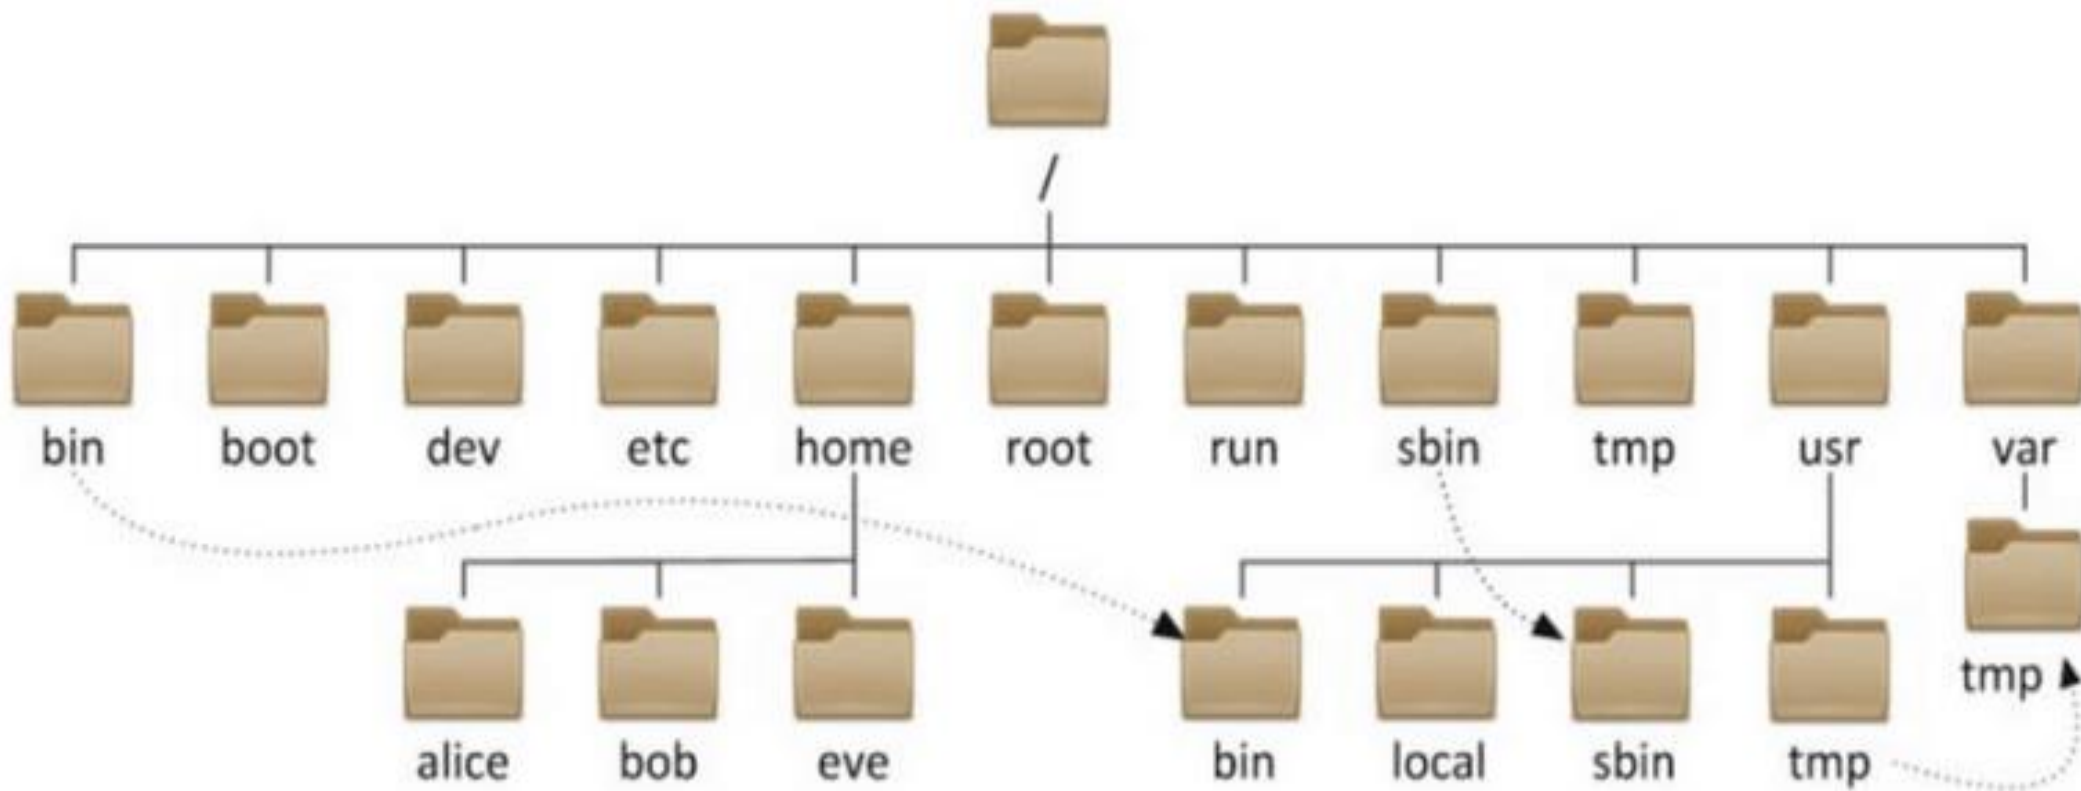 /
bin boot dev etc home root run sbin tmp usr var
tmp
alice bob eve bin local sbin tmp